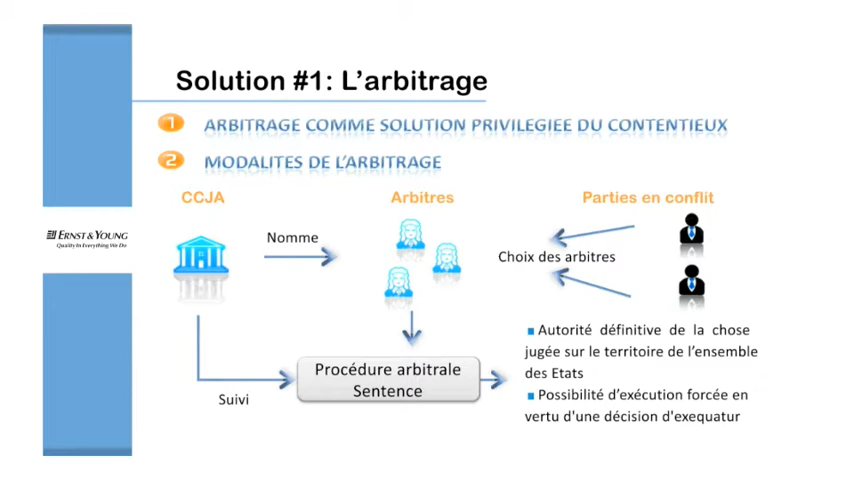 Solution #1: L’arbitrage
1 ARBITRAGE COMME SOLUTION PRIVILEGIEE DU CONTENTIEUX
2 MODALITES DE L’ARBITRAGE
CCJA
Arbitres
Parties en conflit
ERNST & YOUNG
Quality In Everything We Do
Nomme
Choix des arbitres
Autorité définitive de la chose
jugée sur le territoire de l’ensemble
des Etats
Possibilité d’exécution forcée en
vertu d'une décision d'exequatur
Procédure arbitrale
Sentence
Suivi